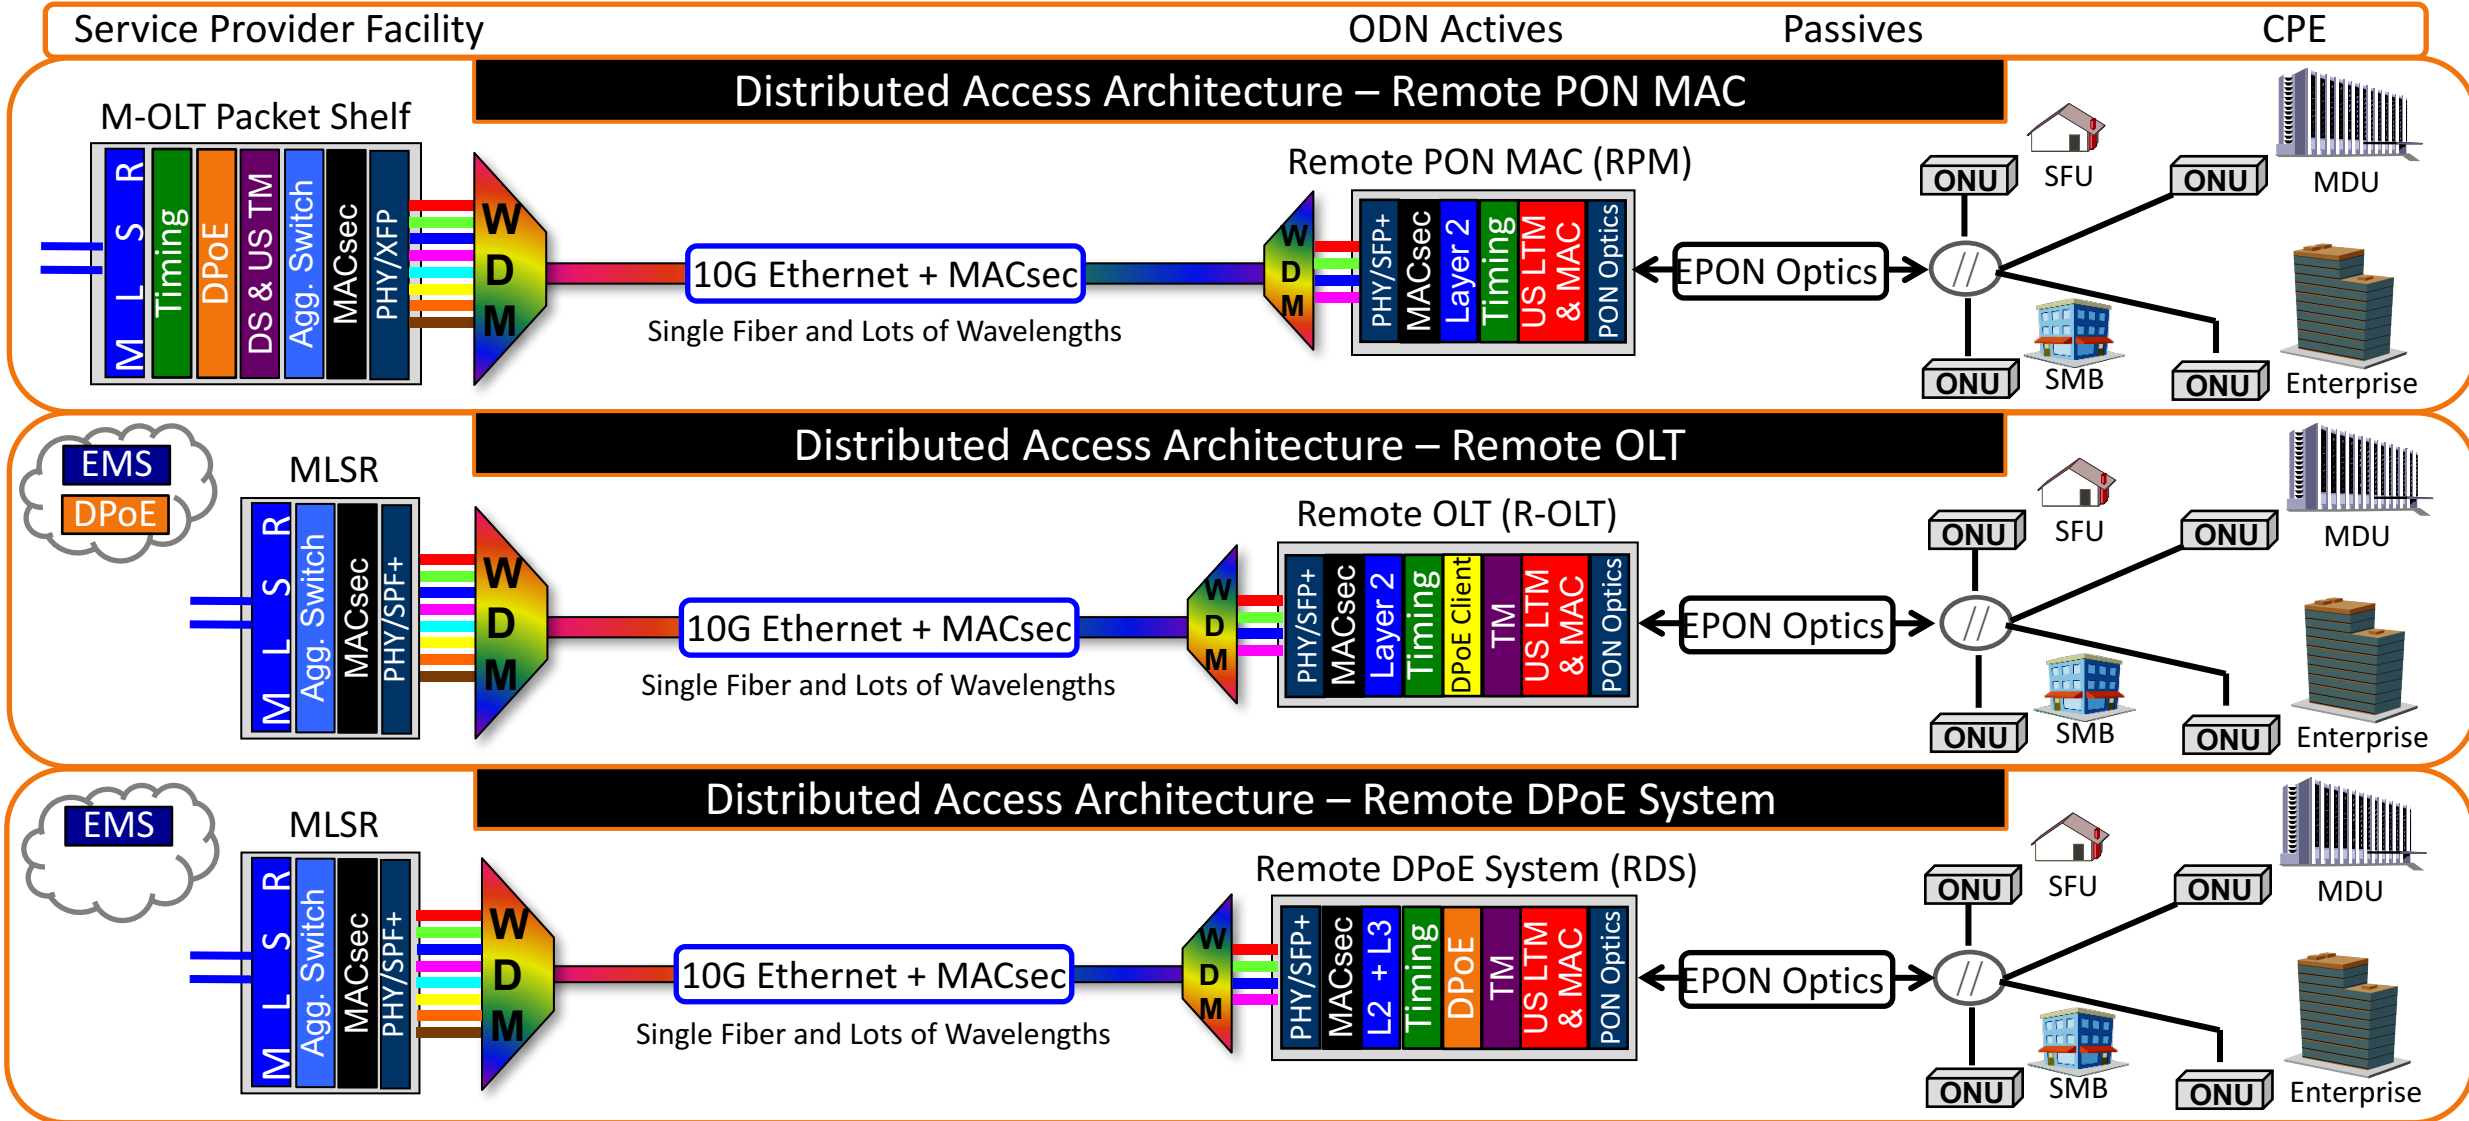 Service Provider Facility
ODN Actives
Passives
CPE
Distributed Access Architecture – Remote PON MAC
M-OLT Packet Shelf
M L S R
Timing
DPoE
DS & US TM
Agg. Switch
MACsec
PHY/XFP
W
D
M
10G Ethernet + MACsec
Single Fiber and Lots of Wavelengths
Remote PON MAC (RPM)
W
D
M
PHY/SFP+
MACsec
Layer 2
Timing
US LTM
& MAC
PON Optics
EPON Optics
//
ONU
SFU
ONU
MDU
ONU
SMB
ONU
Enterprise
Distributed Access Architecture – Remote OLT
EMS
DPoE
MLSR
M L S R
Agg. Switch
MACsec
PHY/SPF+
W
D
M
10G Ethernet + MACsec
Single Fiber and Lots of Wavelengths
Remote OLT (R-OLT)
W
D
M
PHY/SFP+
MACsec
Layer 2
Timing
DPoE Client
TM
US LTM
& MAC
PON Optics
EPON Optics
//
ONU
SFU
ONU
MDU
ONU
SMB
ONU
Enterprise
Distributed Access Architecture – Remote DPoE System
EMS
MLSR
M L S R
Agg. Switch
MACsec
PHY/SPF+
W
D
M
10G Ethernet + MACsec
Single Fiber and Lots of Wavelengths
Remote DPoE System (RDS)
W
D
M
PHY/SFP+
MACsec
L2 + L3
Timing
DPoE
TM
US LTM
& MAC
PON Optics
EPON Optics
//
ONU
SFU
ONU
MDU
ONU
SMB
ONU
Enterprise